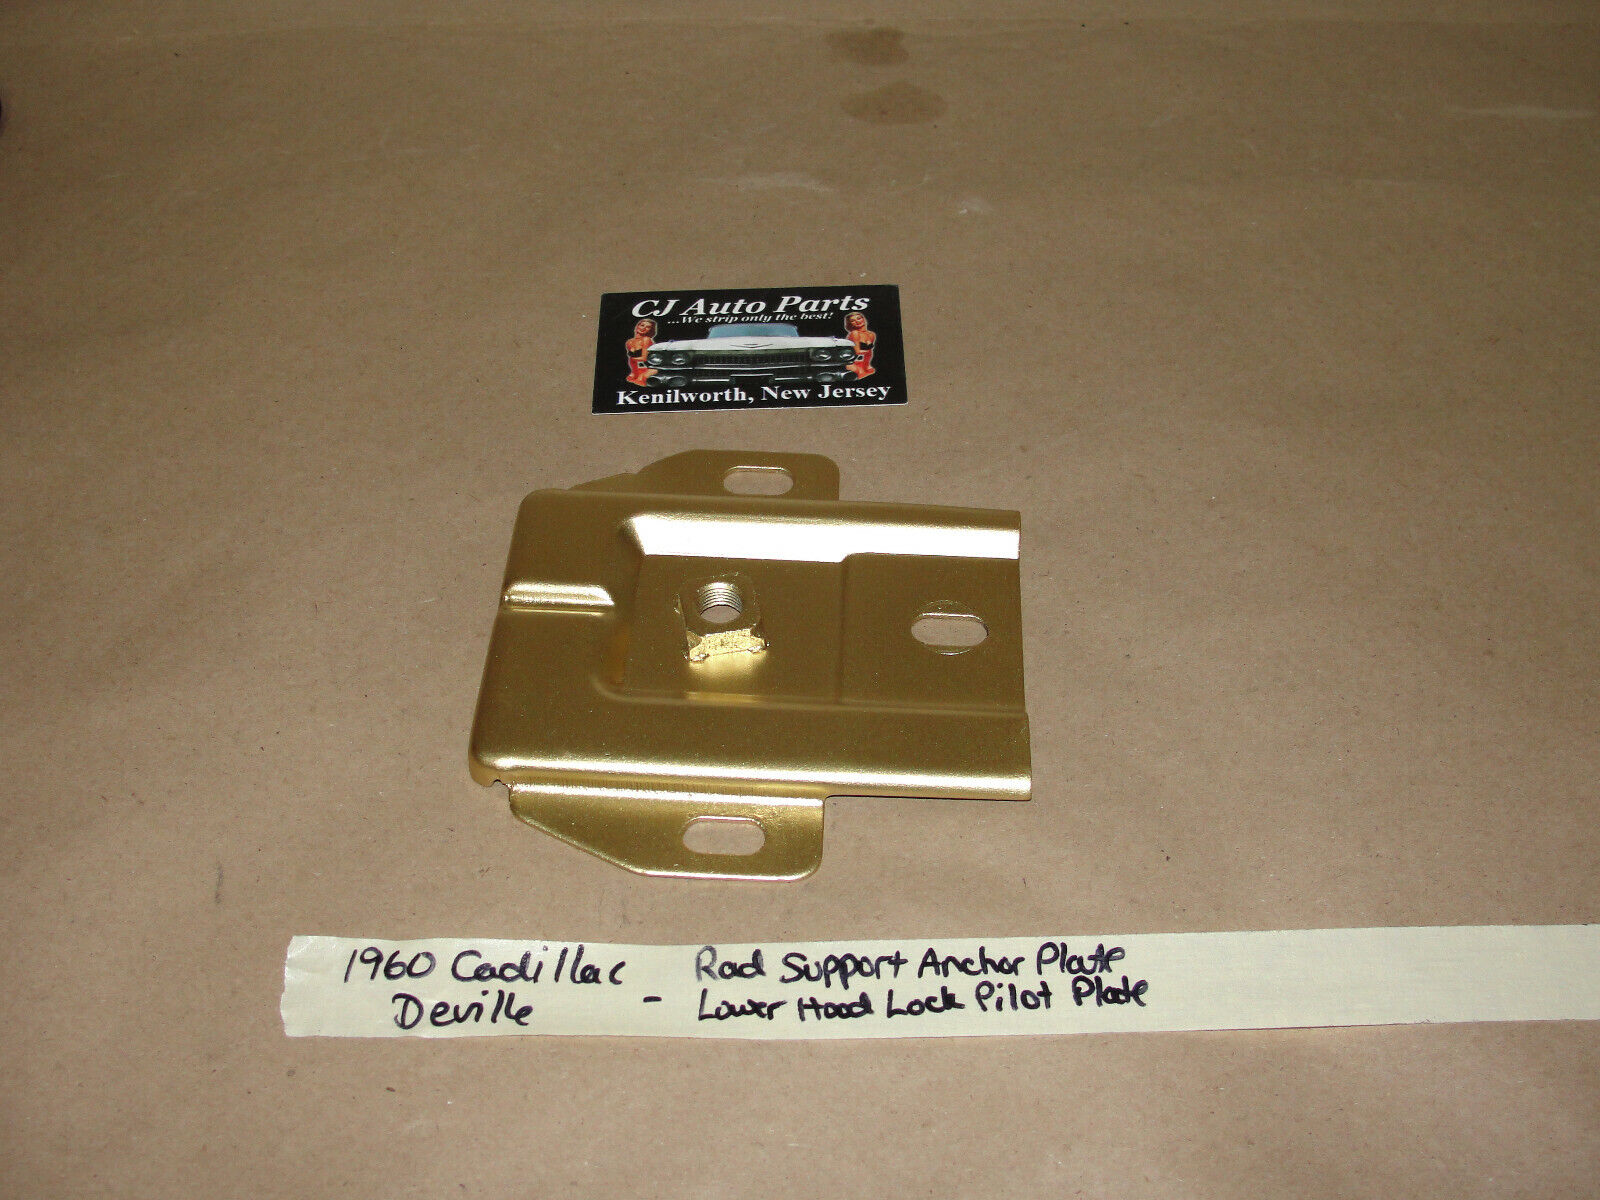 CJ Auto Parts
...We strip only the best!
Kenilworth, New Jersey
1960 Cadillac - Rad Support Anchor Plate
Deville - Lower Hood Lock Pilot Plate